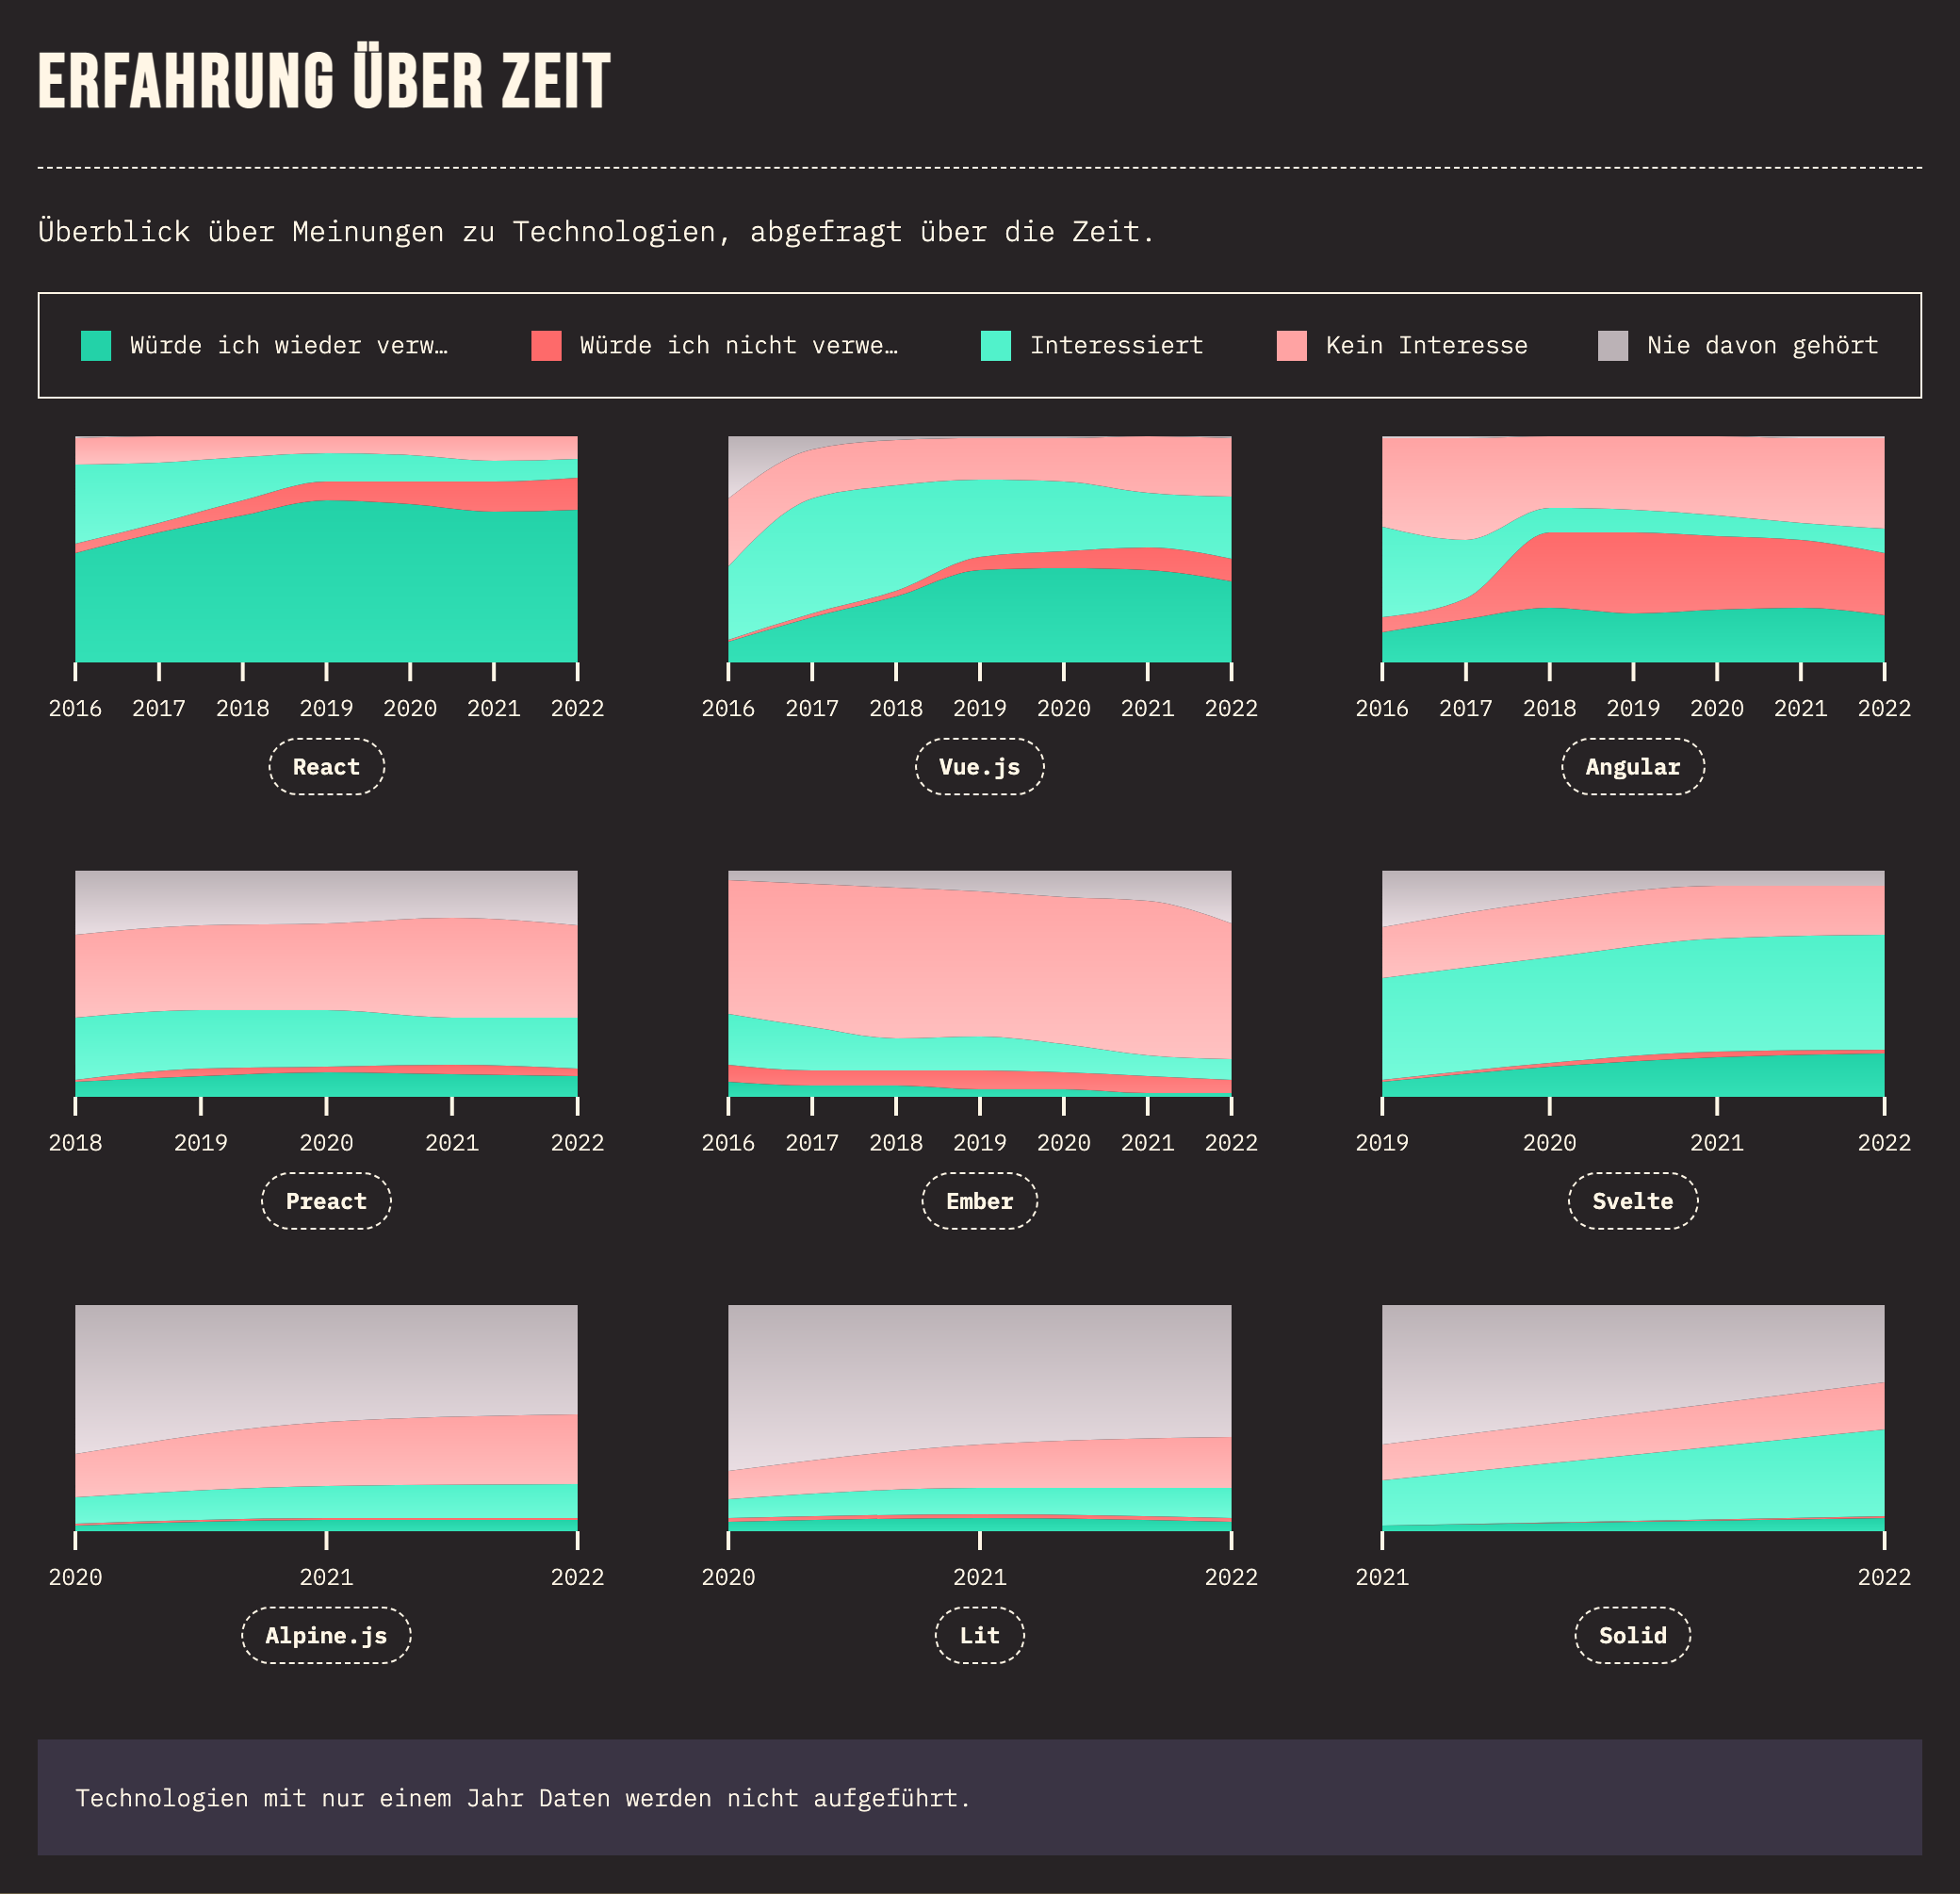 ERFAHRUNG ÜBER ZEIT
Überblick über Meinungen zu Technologien, abgefragt über die Zeit.
Würde ich wieder verw… Würde ich nicht verwe… Interessiert Kein Interesse Nie davon gehört
2016 2017 2018 2019 2020 2021 2022 2016 2017 2018 2019 2020 2021 2022 2016 2017 2018 2019 2020 2021 2022
React Vue.js Angular
2018 2019 2020 2021 2022 2016 2017 2018 2019 2020 2021 2022 2019 2020 2021 2022
Preact Ember Svelte
2020 2021 2022 2020 2021 2022 2021 2022
Alpine.js Lit Solid
Technologien mit nur einem Jahr Daten werden nicht aufgeführt.